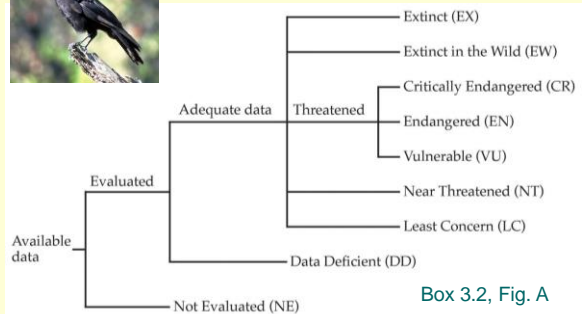 Extinct (EX)
Extinct in the Wild (EW)
Critically Endangered (CR)
Adequate data
Threatened
Endangered (EN)
Vulnerable (VU)
Evaluated
Near Threatened (NT)
Least Concern (LC)
Available
data
Data Deficient (DD)
Not Evaluated (NE)
Box 3.2, Fig. A